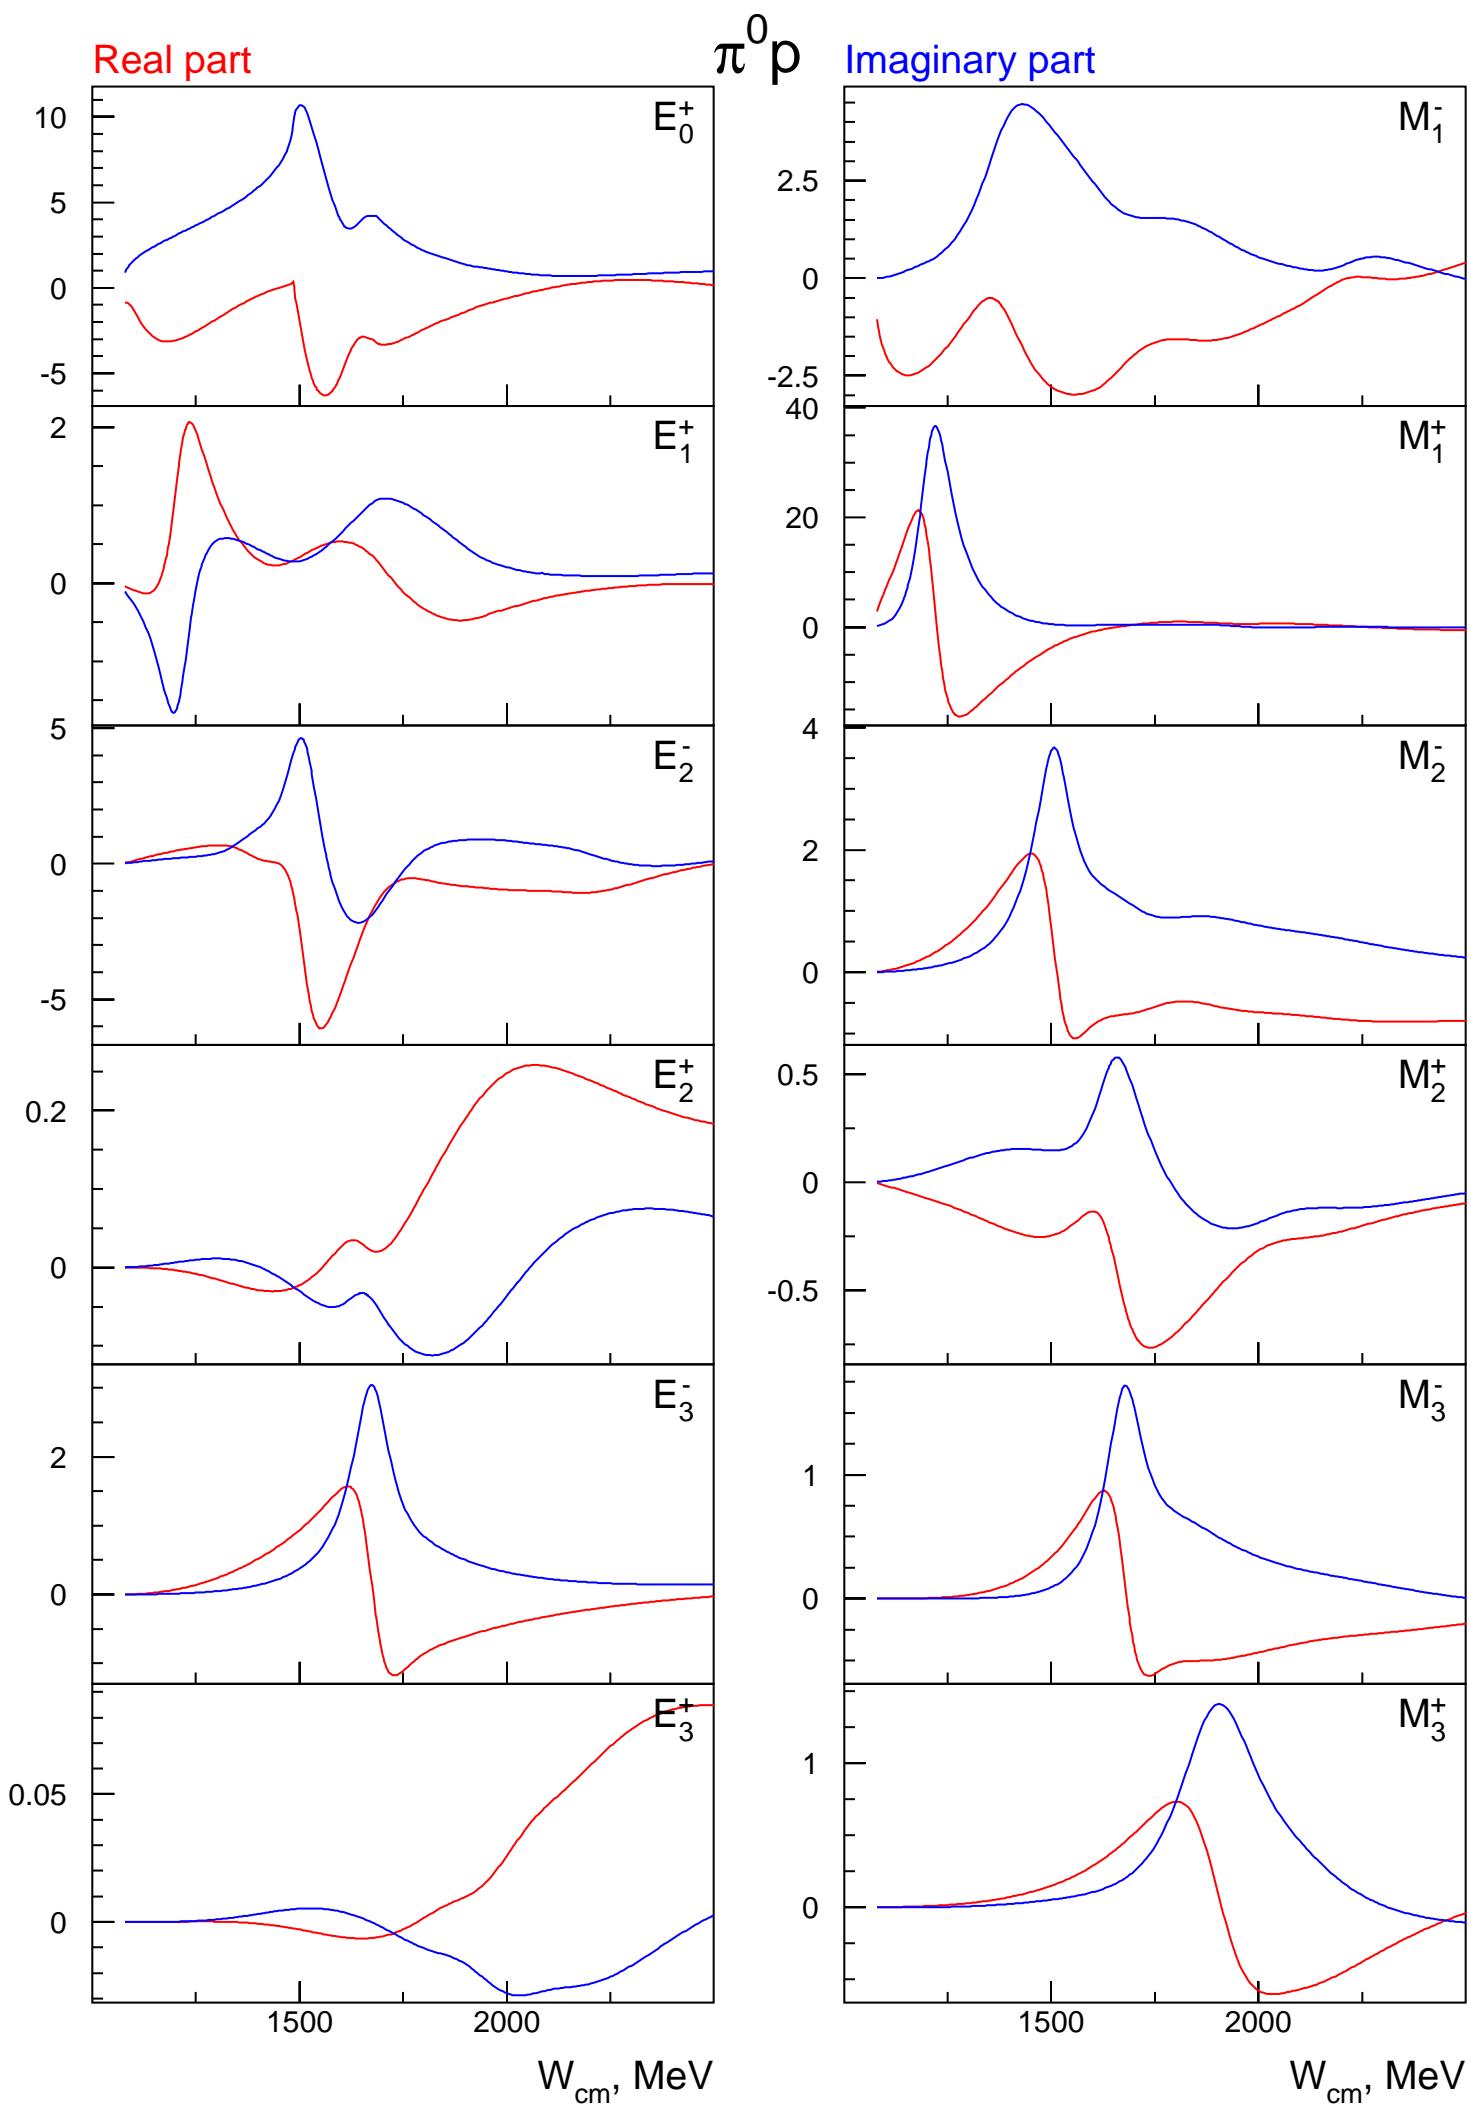 π⁰p
Real part
Imaginary part
E₀⁺
10
5
0
-5
M₁⁻
2.5
0
-2.5
E₁⁺
2
0
M₁⁺
40
20
0
E₂⁻
5
0
-5
M₂⁻
4
2
0
E₂⁺
0.2
0
M₂⁺
0.5
0
-0.5
E₃⁻
2
0
M₃⁻
1
0
E₃⁺
0.05
0
M₃⁺
1
0
1500 2000
1500 2000
W_cm, MeV
W_cm, MeV